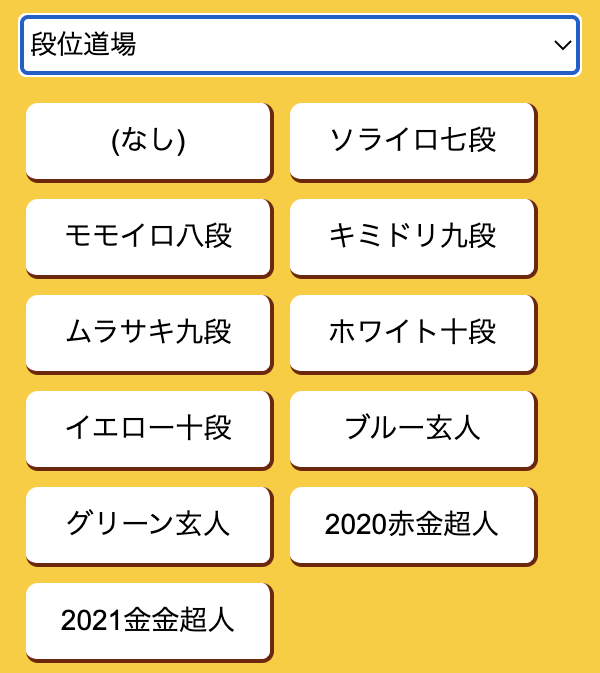 段位道場
(なし)
ソライロ七段
モモイロ八段
キミドリ九段
ムラサキ九段
ホワイト十段
イエロー十段
ブルー玄人
グリーン玄人
2020赤金超人
2021金金超人